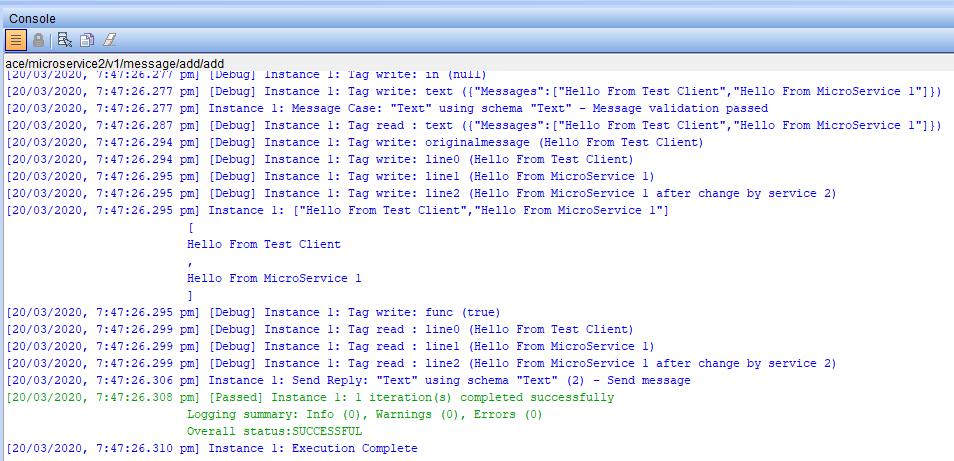 Console
ace/microservice2/v1/message/add/add
[20/03/2020, 7:47:26.277 pm] [Debug] Instance 1: Tag write: in (null)
[20/03/2020, 7:47:26.277 pm] [Debug] Instance 1: Tag write: text ({"Messages":["Hello From Test Client","Hello From MicroService 1"]})
[20/03/2020, 7:47:26.277 pm] Instance 1: Message Case: "Text" using schema "Text" - Message validation passed
[20/03/2020, 7:47:26.287 pm] [Debug] Instance 1: Tag read : text ({"Messages":["Hello From Test Client","Hello From MicroService 1"]})
[20/03/2020, 7:47:26.294 pm] [Debug] Instance 1: Tag write: originalmessage (Hello From Test Client)
[20/03/2020, 7:47:26.294 pm] [Debug] Instance 1: Tag write: line0 (Hello From Test Client)
[20/03/2020, 7:47:26.295 pm] [Debug] Instance 1: Tag write: line1 (Hello From MicroService 1)
[20/03/2020, 7:47:26.295 pm] [Debug] Instance 1: Tag write: line2 (Hello From MicroService 1 after change by service 2)
[20/03/2020, 7:47:26.295 pm] Instance 1: ["Hello From Test Client","Hello From MicroService 1"]
[
Hello From Test Client
,
Hello From MicroService 1
]
[20/03/2020, 7:47:26.295 pm] [Debug] Instance 1: Tag write: func (true)
[20/03/2020, 7:47:26.299 pm] [Debug] Instance 1: Tag read : line0 (Hello From Test Client)
[20/03/2020, 7:47:26.299 pm] [Debug] Instance 1: Tag read : line1 (Hello From MicroService 1)
[20/03/2020, 7:47:26.299 pm] [Debug] Instance 1: Tag read : line2 (Hello From MicroService 1 after change by service 2)
[20/03/2020, 7:47:26.306 pm] Instance 1: Send Reply: "Text" using schema "Text" (2) - Send message
[20/03/2020, 7:47:26.308 pm] [Passed] Instance 1: 1 iteration(s) completed successfully
Logging summary: Info (0), Warnings (0), Errors (0)
Overall status:SUCCESSFUL
[20/03/2020, 7:47:26.310 pm] Instance 1: Execution Complete